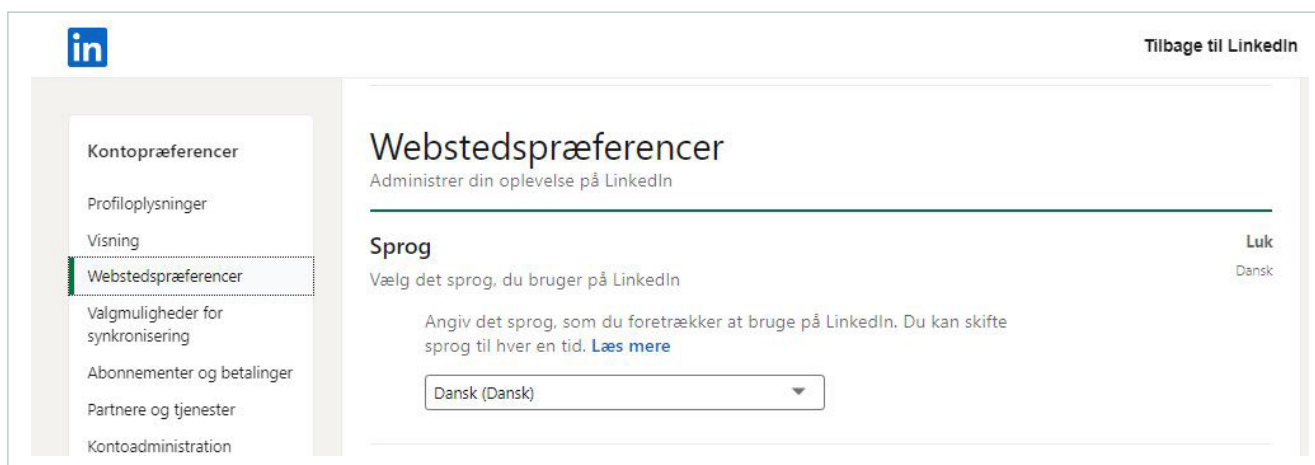 in
Tilbage til LinkedIn
Kontopræferencer
Profiloplysninger
Visning
Webstedspræferencer
Valgmuligheder for
synkronisering
Abonnementer og betalinger
Partnere og tjenester
Kontoadministration
Webstedspræferencer
Administrer din oplevelse på LinkedIn
Sprog
Luk
Vælg det sprog, du bruger på LinkedIn
Dansk
Angiv det sprog, som du foretrækker at bruge på LinkedIn. Du kan skifte
sprog til hver en tid. Læs mere
Dansk (Dansk)